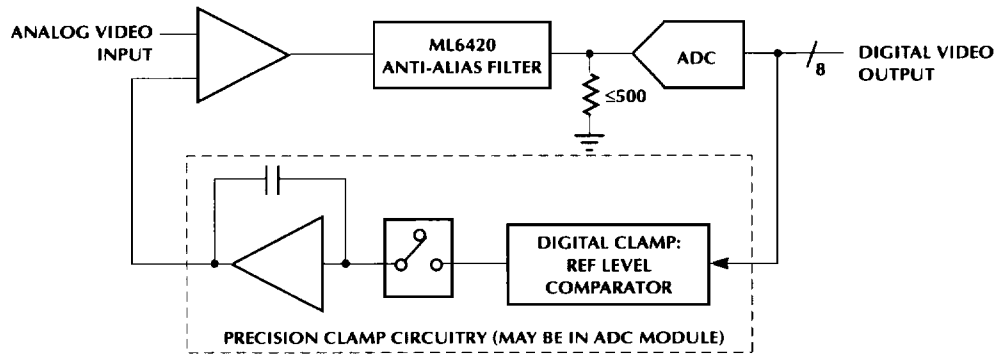 ANALOG VIDEO
INPUT
ML6420
ANTI-ALIAS FILTER
ADC
8
DIGITAL VIDEO
OUTPUT
≤500
DIGITAL CLAMP:
REF LEVEL
COMPARATOR
PRECISION CLAMP CIRCUITRY (MAY BE IN ADC MODULE)